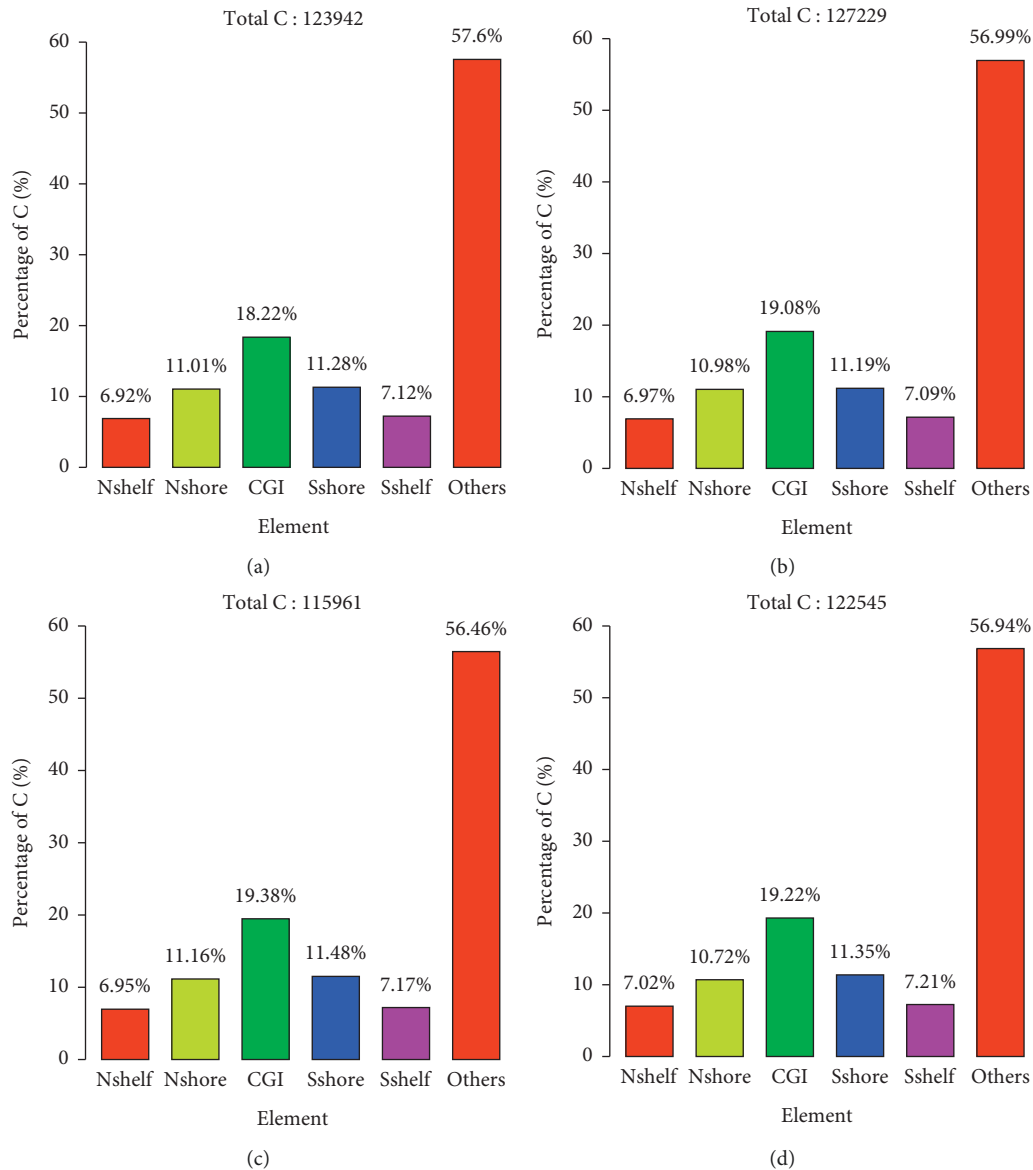 Total C : 123942
Percentage of C (%)
60
50
40
30
20
10
0
6.92%
11.01%
18.22%
11.28%
7.12%
57.6%
Nshelf Nshore CGI Sshore Sshelf Others
Element
(a)
Total C : 127229
Percentage of C (%)
60
50
40
30
20
10
0
6.97%
10.98%
19.08%
11.19%
7.09%
56.99%
Nshelf Nshore CGI Sshore Sshelf Others
Element
(b)
Total C : 115961
Percentage of C (%)
60
50
40
30
20
10
0
6.95%
11.16%
19.38%
11.48%
7.17%
56.46%
Nshelf Nshore CGI Sshore Sshelf Others
Element
(c)
Total C : 122545
Percentage of C (%)
60
50
40
30
20
10
0
7.02%
10.72%
19.22%
11.35%
7.21%
56.94%
Nshelf Nshore CGI Sshore Sshelf Others
Element
(d)